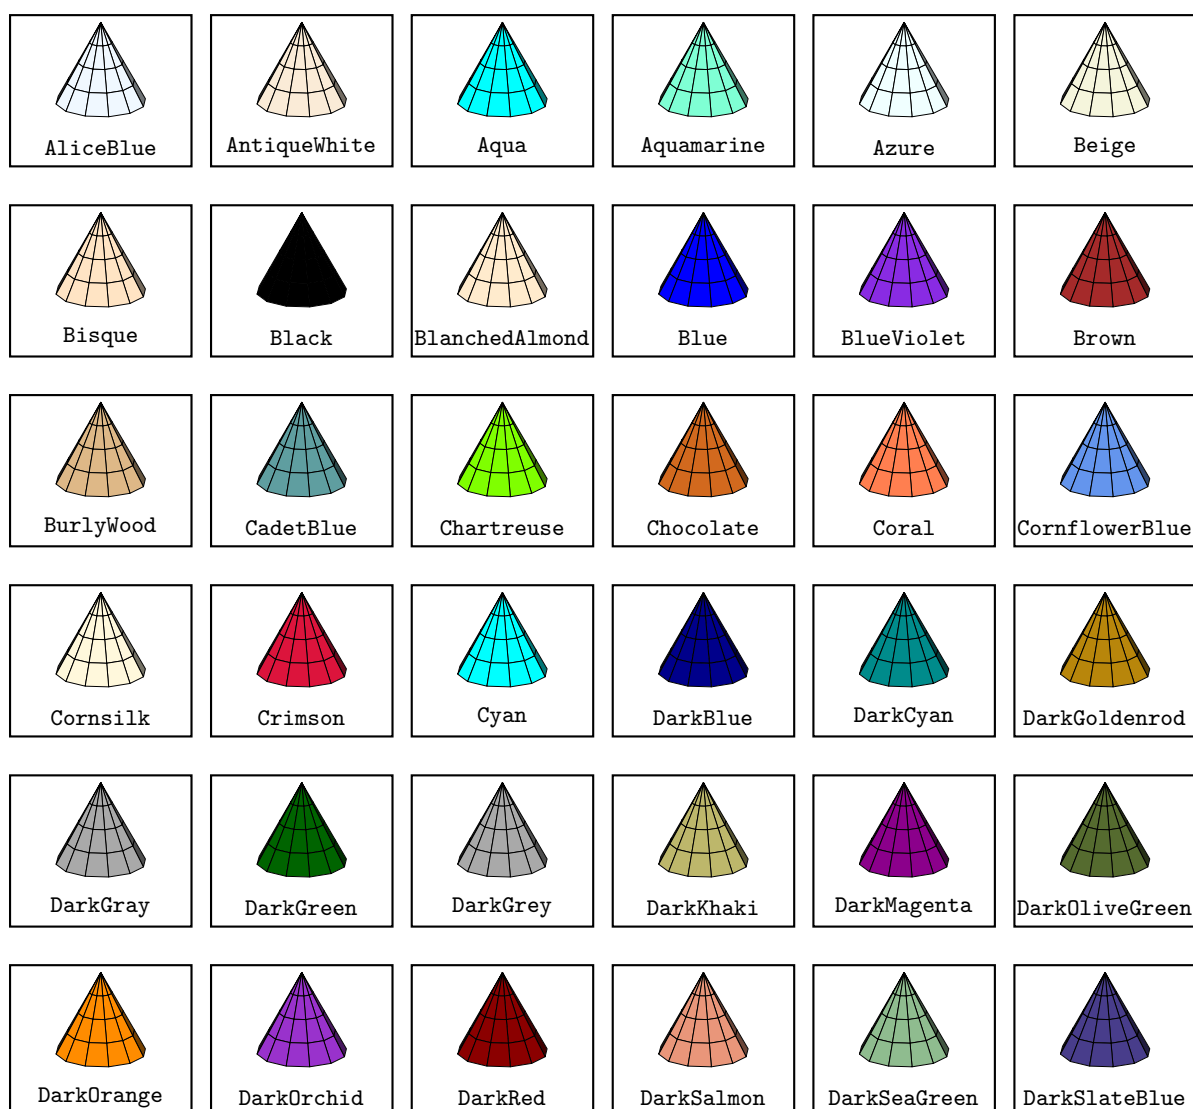 AliceBlue
AntiqueWhite
Aqua
Aquamarine
Azure
Beige
Bisque
Black
BlanchedAlmond
Blue
BlueViolet
Brown
BurlyWood
CadetBlue
Chartreuse
Chocolate
Coral
CornflowerBlue
Cornsilk
Crimson
Cyan
DarkBlue
DarkCyan
DarkGoldenrod
DarkGray
DarkGreen
DarkGrey
DarkKhaki
DarkMagenta
DarkOliveGreen
DarkOrange
DarkOrchid
DarkRed
DarkSalmon
DarkSeaGreen
DarkSlateBlue